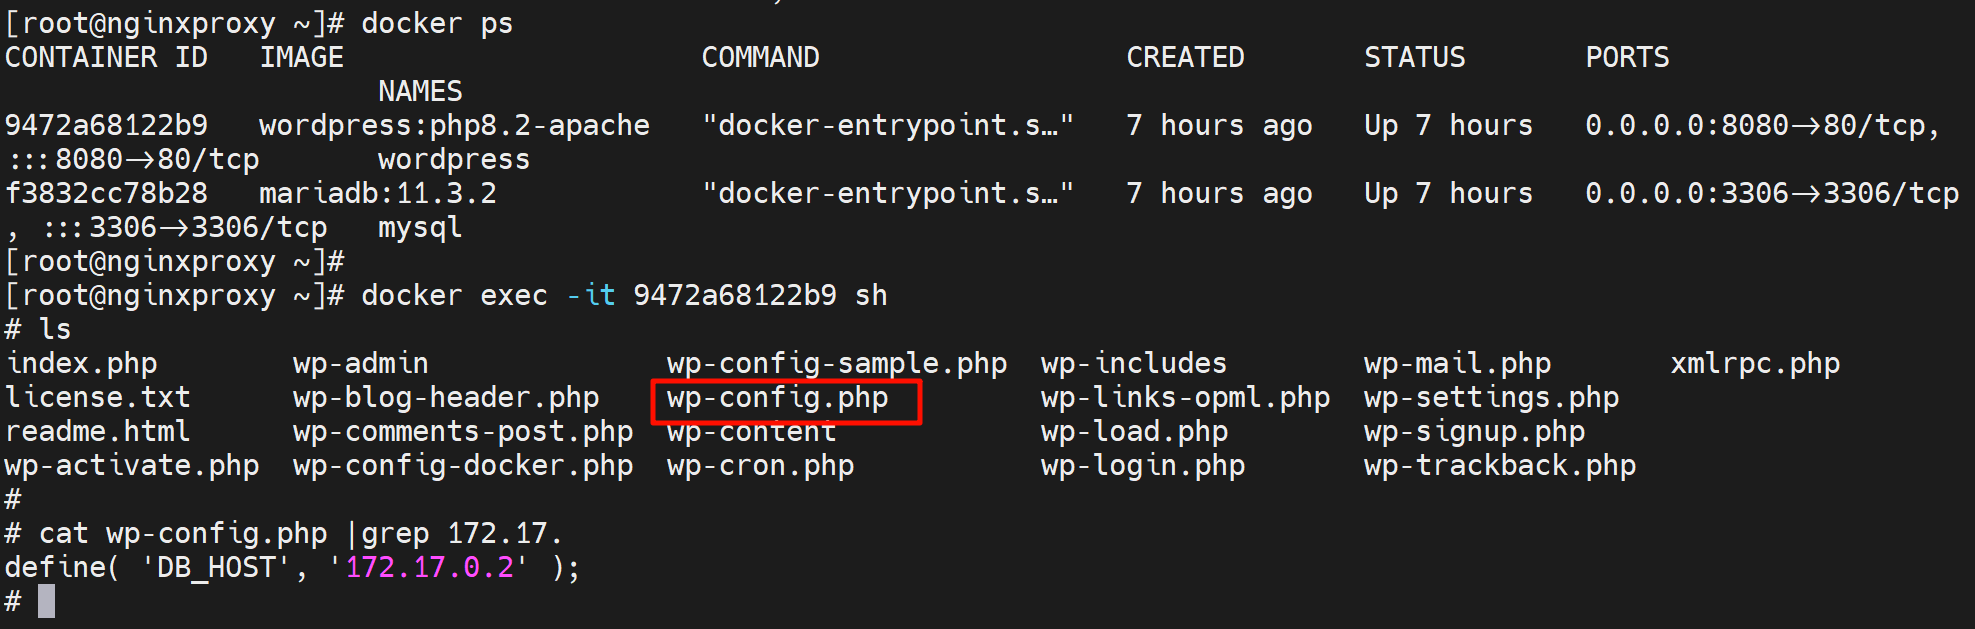 [root@nginxproxy ~]# docker ps
CONTAINER ID   IMAGE                     COMMAND                  CREATED       STATUS       PORTS
                      NAMES
9472a68122b9   wordpress:php8.2-apache   "docker-entrypoint.s…"   7 hours ago   Up 7 hours   0.0.0.0:8080->80/tcp,
:::8080->80/tcp       wordpress
f3832cc78b28   mariadb:11.3.2            "docker-entrypoint.s…"   7 hours ago   Up 7 hours   0.0.0.0:3306->3306/tcp
, :::3306->3306/tcp   mysql
[root@nginxproxy ~]#
[root@nginxproxy ~]# docker exec -it 9472a68122b9 sh
# ls
index.php        wp-admin              wp-config-sample.php  wp-includes        wp-mail.php       xmlrpc.php
license.txt      wp-blog-header.php    wp-config.php         wp-links-opml.php  wp-settings.php
readme.html      wp-comments-post.php  wp-content            wp-load.php        wp-signup.php
wp-activate.php  wp-config-docker.php  wp-cron.php           wp-login.php       wp-trackback.php
#
# cat wp-config.php |grep 172.17.
define( 'DB_HOST', '172.17.0.2' );
#